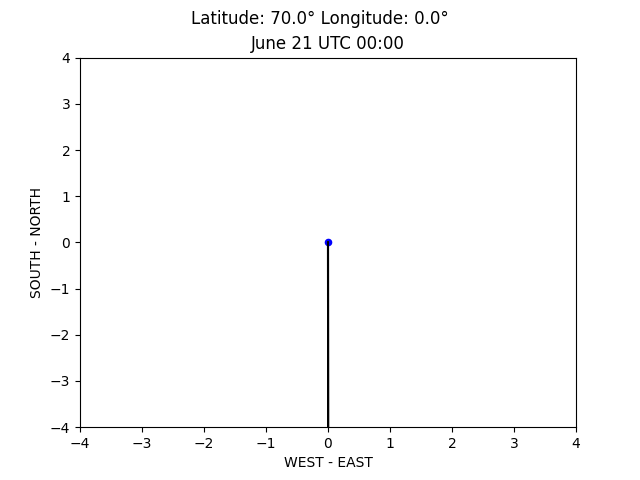 Latitude: 70.0° Longitude: 0.0°
June 21 UTC 00:00
4
3
2
1
0
−1
−2
−3
−4
SOUTH - NORTH
−4 −3 −2 −1 0 1 2 3 4
WEST - EAST